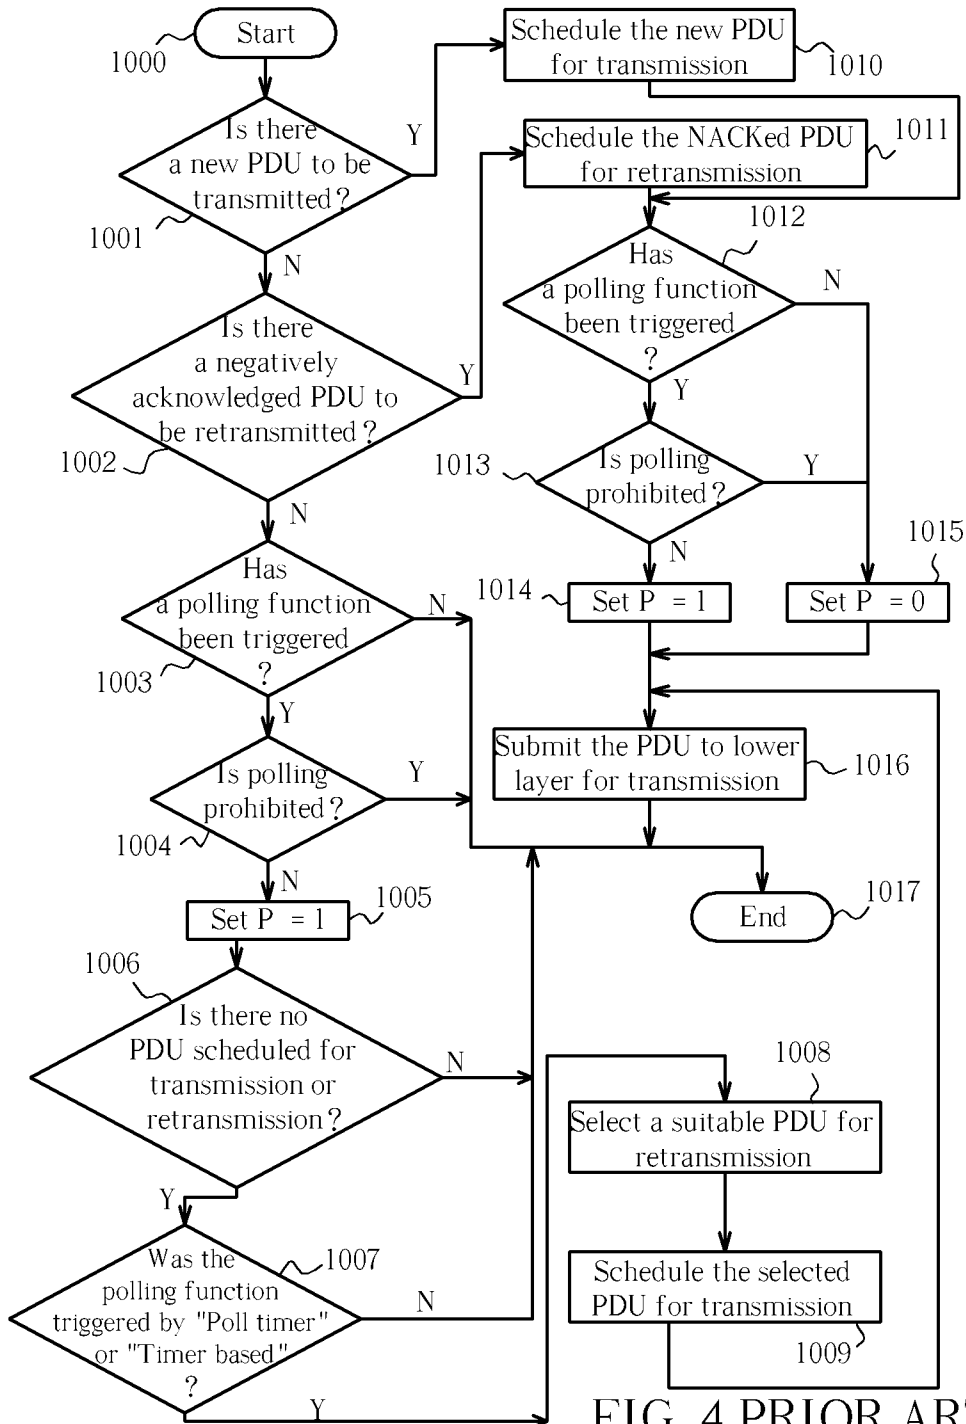 Start
1000
Is there
a new PDU to be
transmitted?
1001
Y
N
Schedule the new PDU
for transmission
1010
Schedule the NACKed PDU
for retransmission
1011
Is there
a negatively
acknowledged PDU to
be retransmitted?
1002
Y
N
1012
Has
a polling function
been triggered
?
N
Y
1013
Is polling
prohibited?
Y
N
1014
Set P = 1
1015
Set P = 0
Has
a polling function
been triggered
?
1003
N
Y
Is polling
prohibited?
1004
Y
N
Submit the PDU to lower
layer for transmission
1016
Set P = 1
1005
End
1017
1006
Is there no
PDU scheduled for
transmission or
retransmission?
N
Y
1008
Select a suitable PDU for
retransmission
Was the
polling function
triggered by "Poll timer"
or "Timer based"
?
1007
N
Y
Schedule the selected
PDU for transmission
1009
FIG. 4 PRIOR